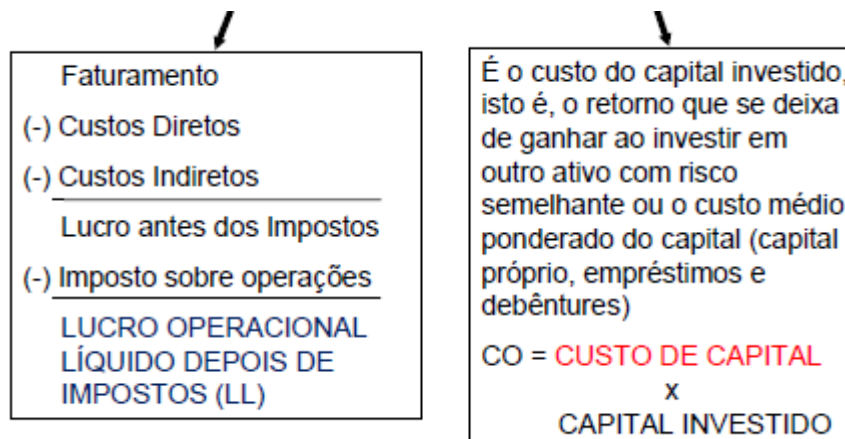 Faturamento
(-) Custos Diretos
(-) Custos Indiretos
Lucro antes dos Impostos
(-) Imposto sobre operações
LUCRO OPERACIONAL
LÍQUIDO DEPOIS DE
IMPOSTOS (LL)
É o custo do capital investido,
isto é, o retorno que se deixa
de ganhar ao investir em
outro ativo com risco
semelhante ou o custo médio
ponderado do capital (capital
próprio, empréstimos e
debêntures)
CO = CUSTO DE CAPITAL
x
CAPITAL INVESTIDO